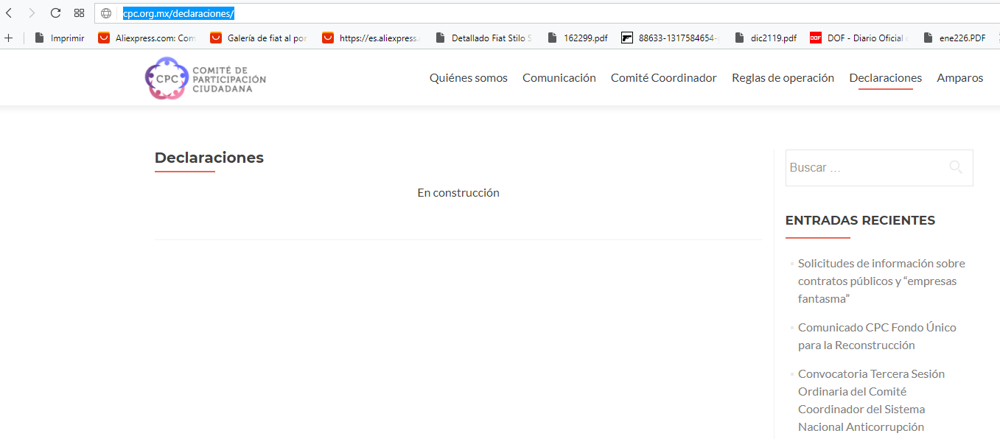 cpc.org.mx/declaraciones/
Imprimir
Aliexpress.com: Com
Galería de fiat al por
https://es.aliexpress.
Detallado Fiat Stilo S
162299.pdf
88633-1317584654-
dic2119.pdf
DOF
DOF - Diario Oficial
ene226.PDF
CPC
COMITÉ DE
PARTICIPACIÓN
CIUDADANA
Quiénes somos
Comunicación
Comité Coordinador
Reglas de operación
Declaraciones
Amparos
Declaraciones
En construcción
Buscar …
ENTRADAS RECIENTES
Solicitudes de información sobre
contratos públicos y “empresas
fantasma”
Comunicado CPC Fondo Único
para la Reconstrucción
Convocatoria Tercera Sesión
Ordinaria del Comité
Coordinador del Sistema
Nacional Anticorrupción